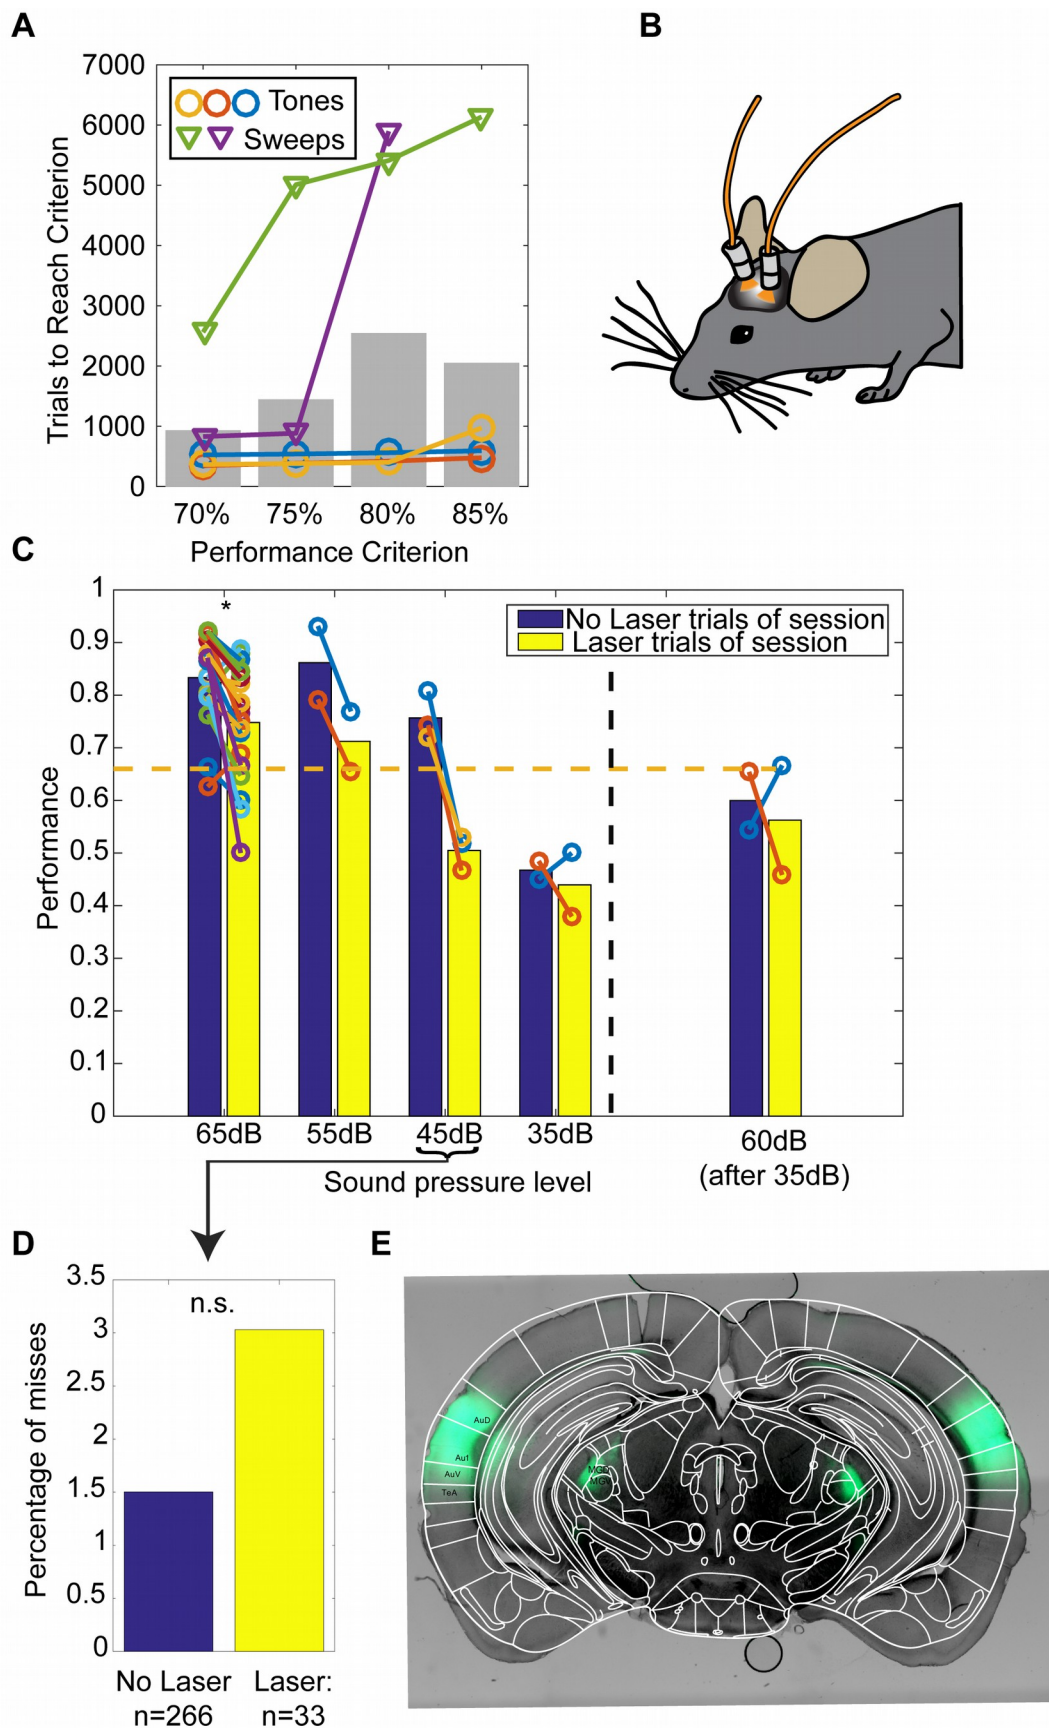 A
B
7000
6000
5000
4000
3000
2000
1000
0
Trials to Reach Criterion
Tones
Sweeps
70% 75% 80% 85%
Performance Criterion
C
1
0.9
0.8
0.7
0.6
0.5
0.4
0.3
0.2
0.1
0
Performance
*
No Laser trials of session
Laser trials of session
65dB 55dB 45dB 35dB 60dB
(after 35dB)
Sound pressure level
D
E
3.5
3
2.5
2
1.5
1
0.5
0
Percentage of misses
n.s.
No Laser Laser:
n=266 n=33
AuD
Au1
AuV
TeA